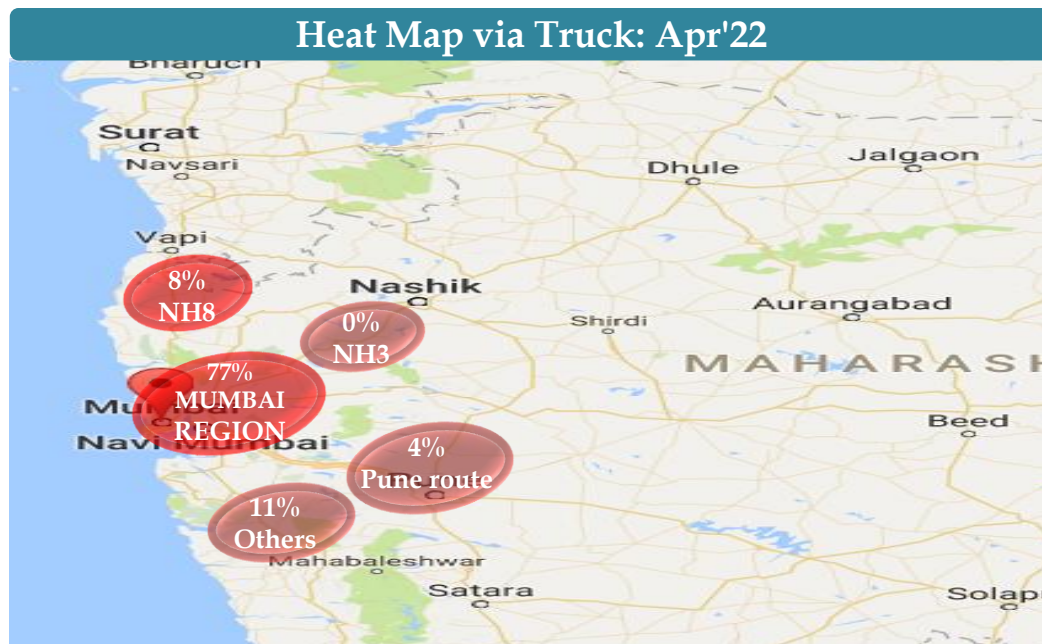 Heat Map via Truck: Apr'22
Bharuch
Surat
Navsari
Dhule
Jalgaon
Vapi
8%
NH8
Nashik
0%
NH3
Shirdi
Aurangabad
MAHARASH
77%
MUMBAI
REGION
Mumbai
Navi Mumbai
Beed
4%
Pune route
11%
Others
Mahabaleshwar
Satara
Solap